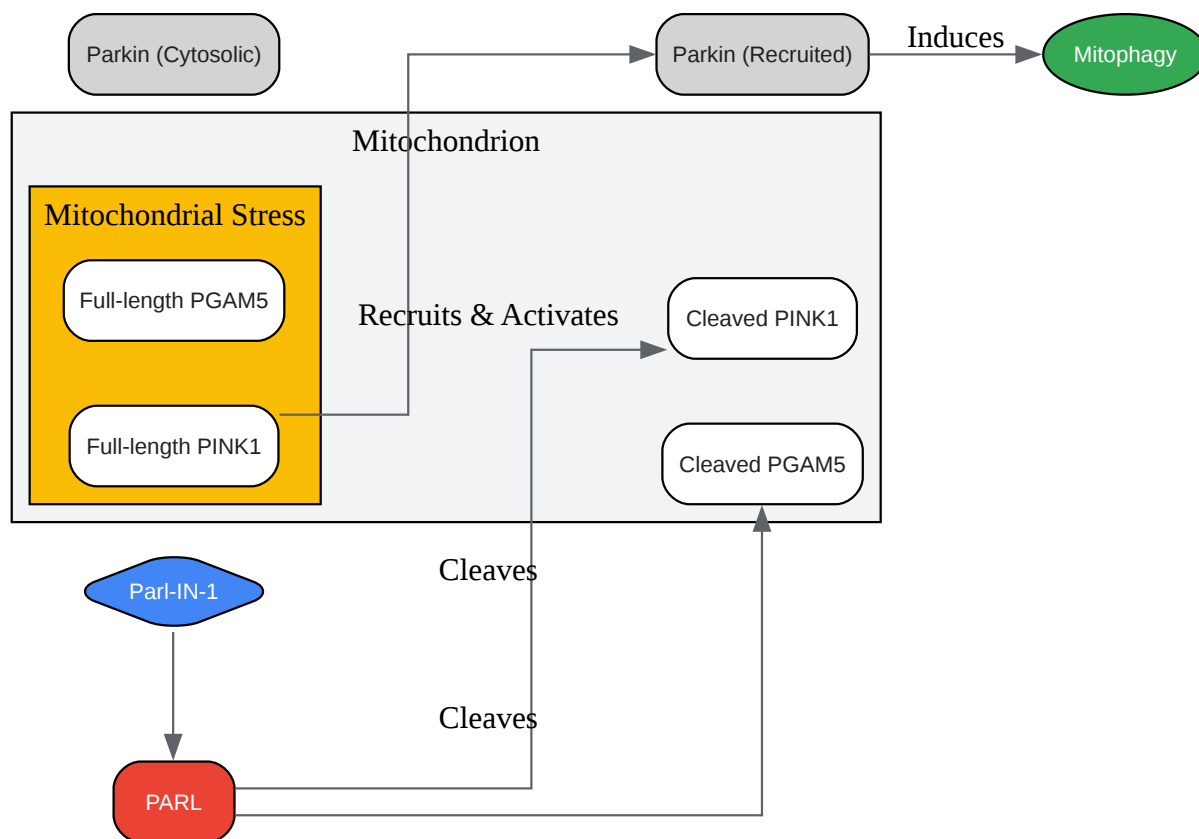 Parkin (Cytosolic)
Parkin (Recruited)
Induces
Mitophagy
Mitochondrion
Mitochondrial Stress
Full-length PGAM5
Recruits & Activates
Cleaved PINK1
Full-length PINK1
Cleaved PGAM5
Cleaves
Parl-IN-1
Cleaves
PARL